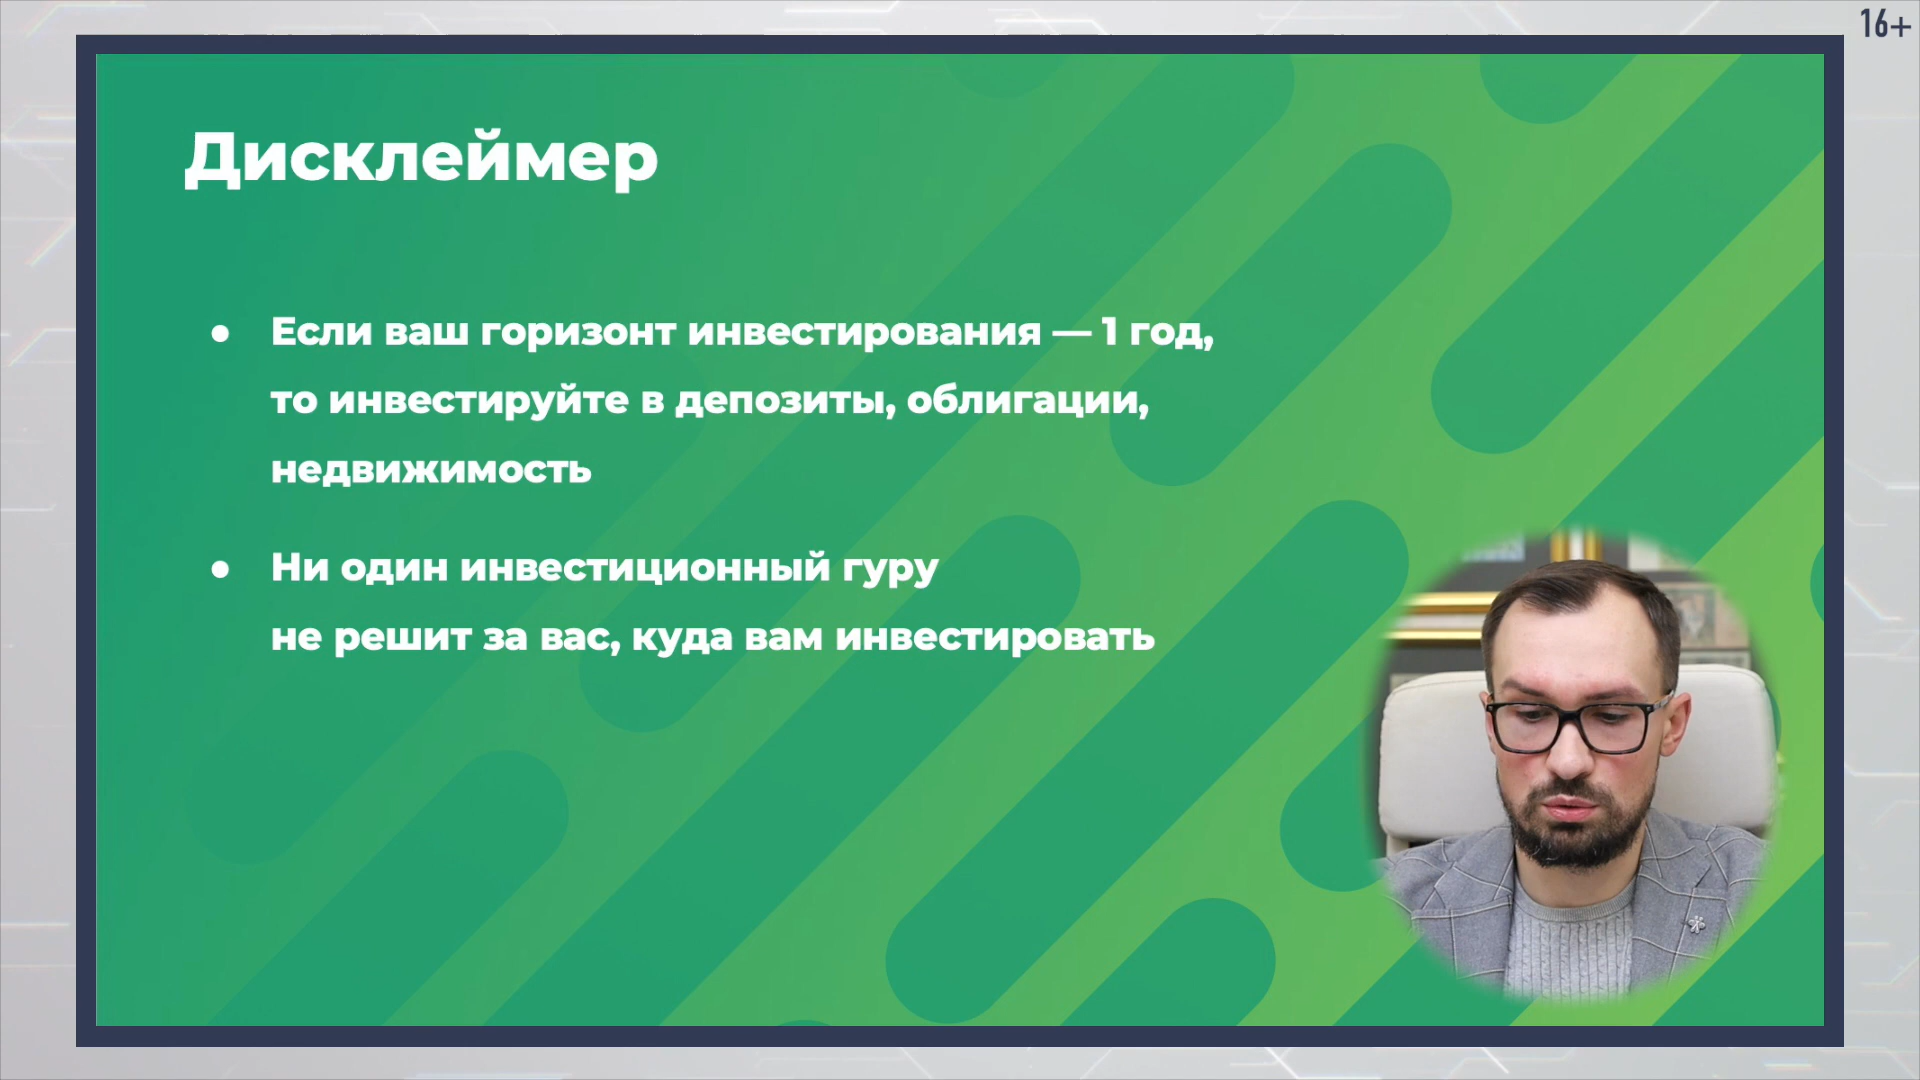 16+
Дисклеймер
● Если ваш горизонт инвестирования — 1 год,
то инвестируйте в депозиты, облигации,
недвижимость
● Ни один инвестиционный гуру
не решит за вас, куда вам инвестировать